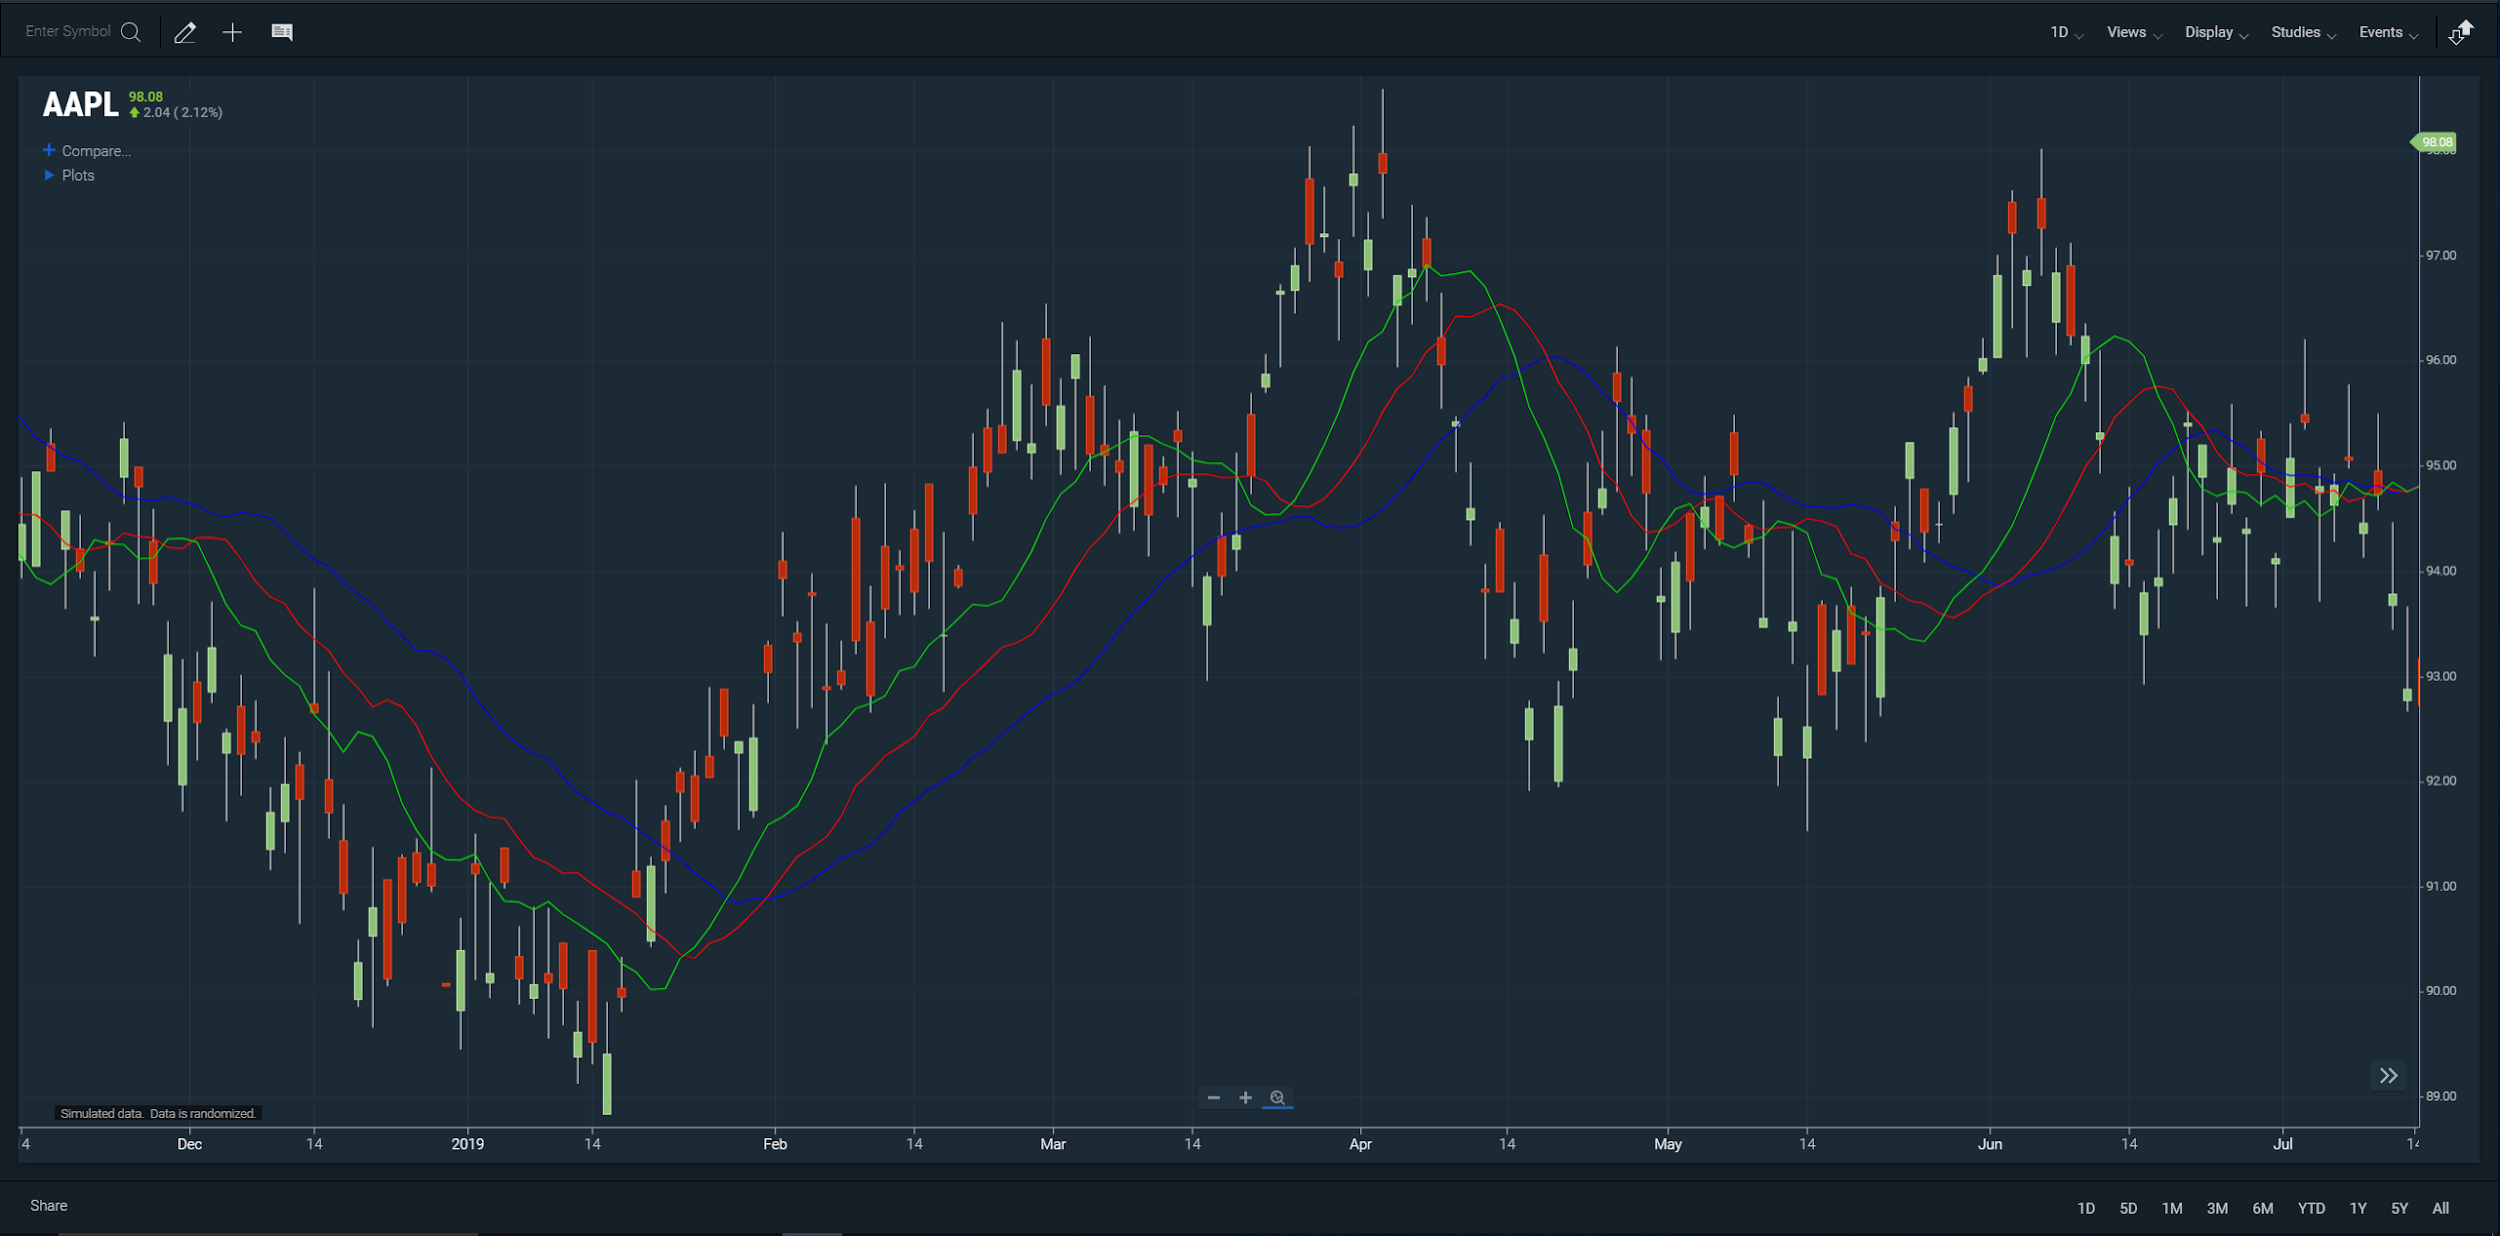 Enter Symbol
1D Views Display Studies Events
AAPL 98.08
2.04 ( 2.12%)
Compare...
Plots
98.08
97.00
96.00
95.00
94.00
93.00
92.00
91.00
90.00
89.00
Simulated data. Data is randomized.
4 Dec 14 2019 14 Feb 14 Mar 14 Apr 14 May 14 Jun 14 Jul 14
Share
1D 5D 1M 3M 6M YTD 1Y 5Y All